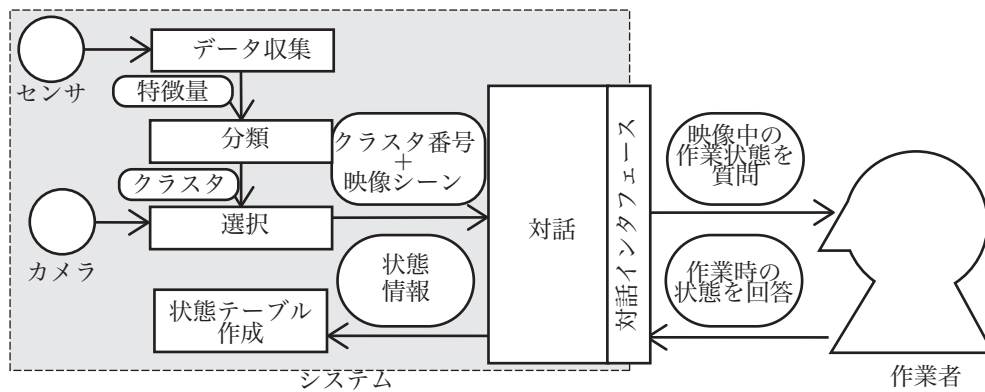 データ収集
センサ
特徴量
分類
クラスタ
選択
カメラ
クラスタ番号
＋
映像シーン
状態
情報
状態テーブル
作成
システム
対話
対話インタフェース
映像中の
作業状態を
質問
作業時の
状態を回答
作業者